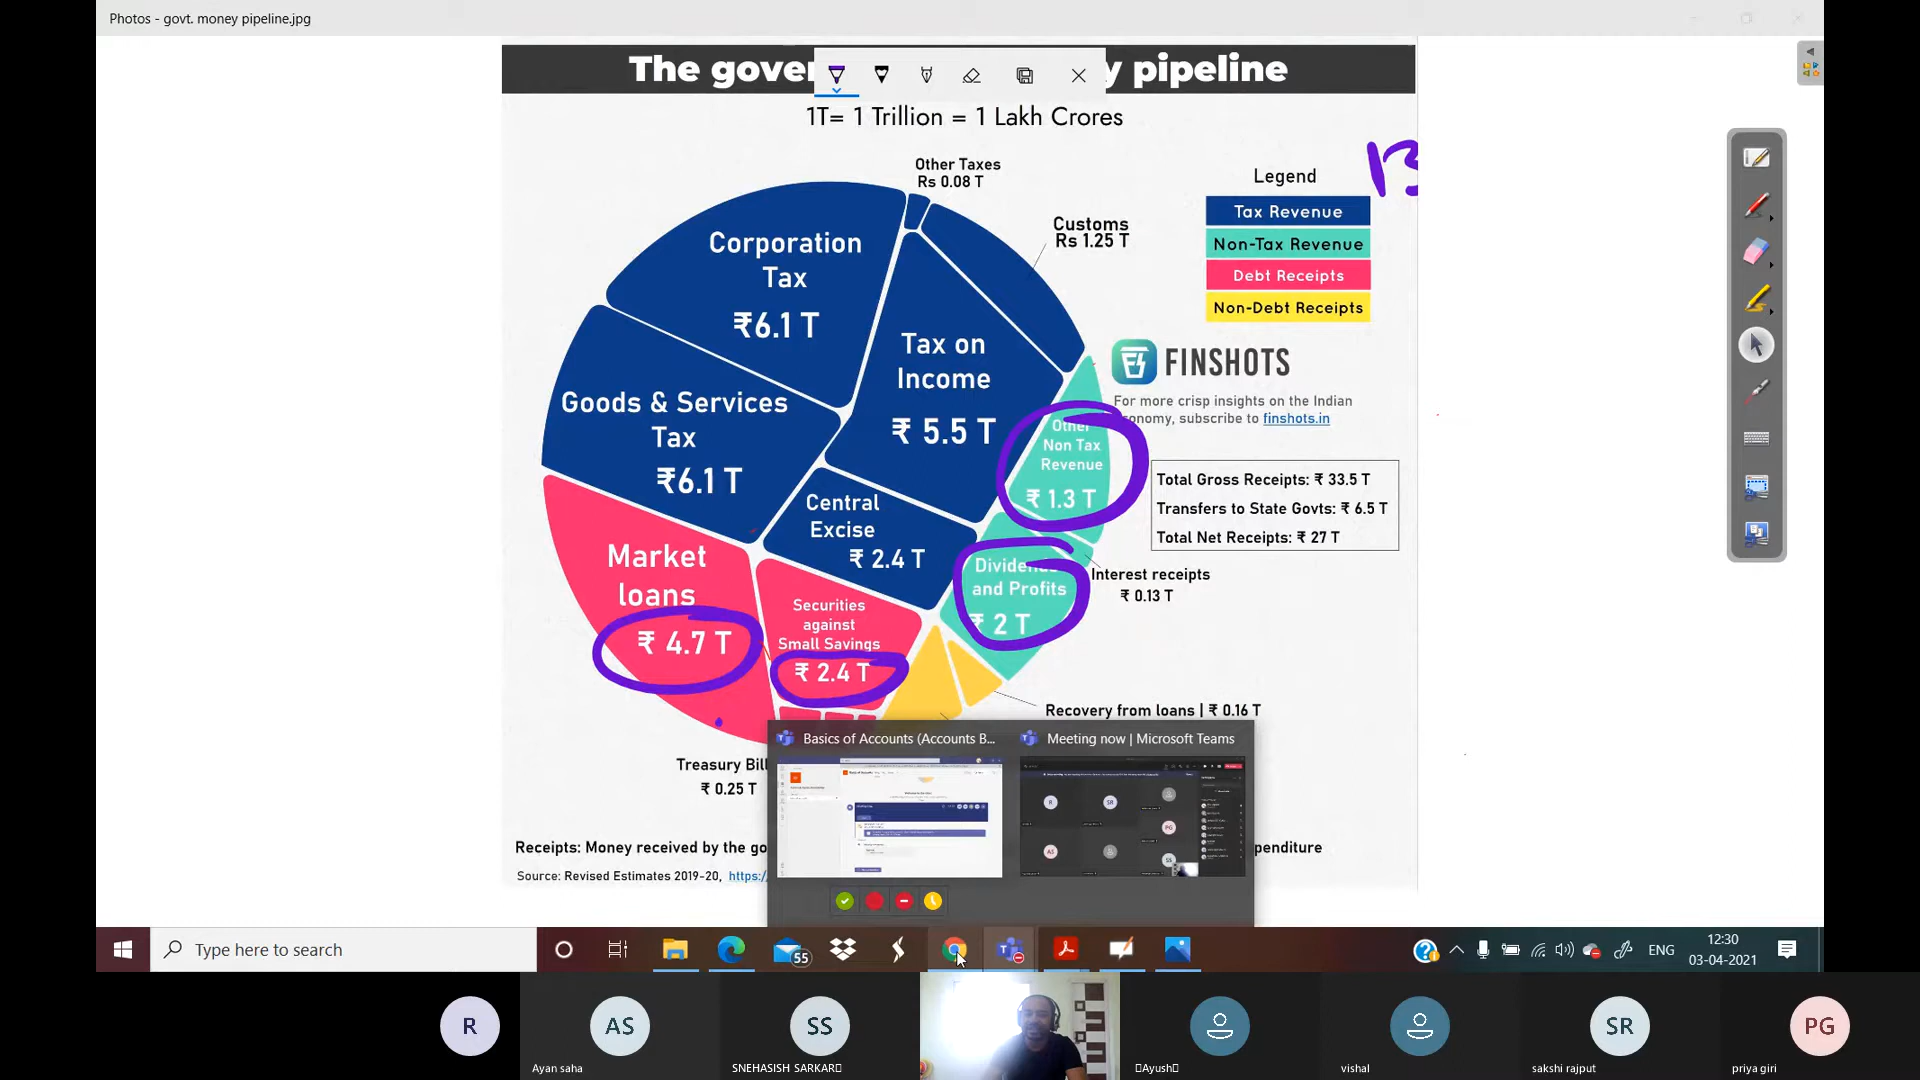 Photos - govt. money pipeline.jpg
The gover y pipeline
1T= 1 Trillion = 1 Lakh Crores
Other Taxes
Rs 0.08 T
Customs
Rs 1.25 T
Legend
Tax Revenue
Non-Tax Revenue
Debt Receipts
Non-Debt Receipts
13
Corporation
Tax
₹6.1 T
Tax on
Income
₹ 5.5 T
Goods & Services
Tax
₹6.1 T
FINSHOTS
For more crisp insights on the Indian
onomy, subscribe to finshots.in
Other
Non Tax
Revenue
₹ 1.3 T
Total Gross Receipts: ₹ 33.5 T
Transfers to State Govts: ₹ 6.5 T
Total Net Receipts: ₹ 27 T
Central
Excise
₹ 2.4 T
Market
loans
₹ 4.7 T
Securities
against
Small Savings
₹ 2.4 T
Dividends
and Profits
₹ 2 T
Interest receipts
₹ 0.13 T
Recovery from loans | ₹ 0.16 T
Treasury Bill
₹ 0.25 T
Basics of Accounts (Accounts B...
Meeting now | Microsoft Teams
R
SR
PG
AS
SS
Receipts: Money received by the go penditure
Source: Revised Estimates 2019-20, https:/
Type here to search
55
ENG
12:30
03-04-2021
R
AS
SS
SR
PG
Ayan saha
SNEHASISH SARKAR
Ayush
vishal
sakshi rajput
priya giri